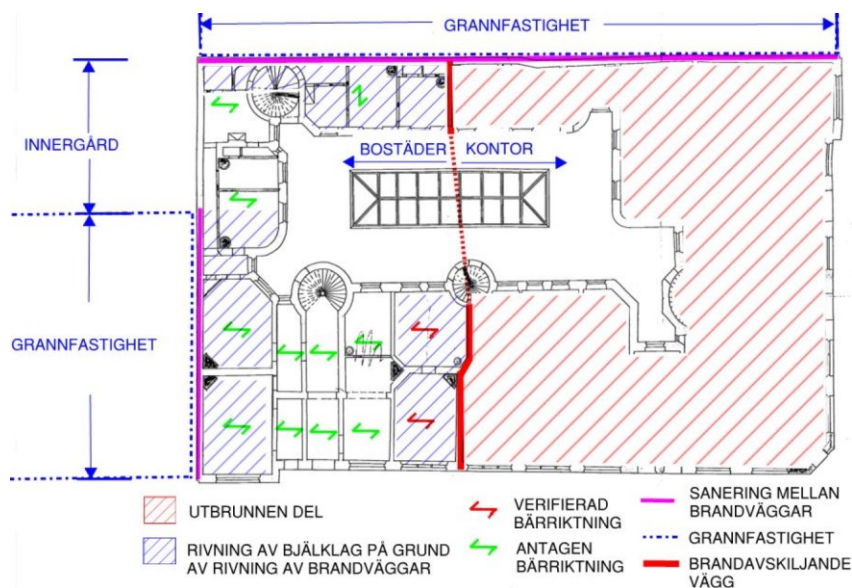 GRANNFASTIGHET
INNERGÅRD
BOSTÄDER KONTOR
GRANNFASTIGHET
UTBRUNNEN DEL
RIVNING AV BJÄLKLAG PÅ GRUND
AV RIVNING AV BRANDVÄGGAR
VERIFIERAD
BÄRRIKTNING
ANTAGEN
BÄRRIKTNING
SANERING MELLAN
BRANDVÄGGAR
GRANNFASTIGHET
BRANDAVSKILJANDE
VÄGG